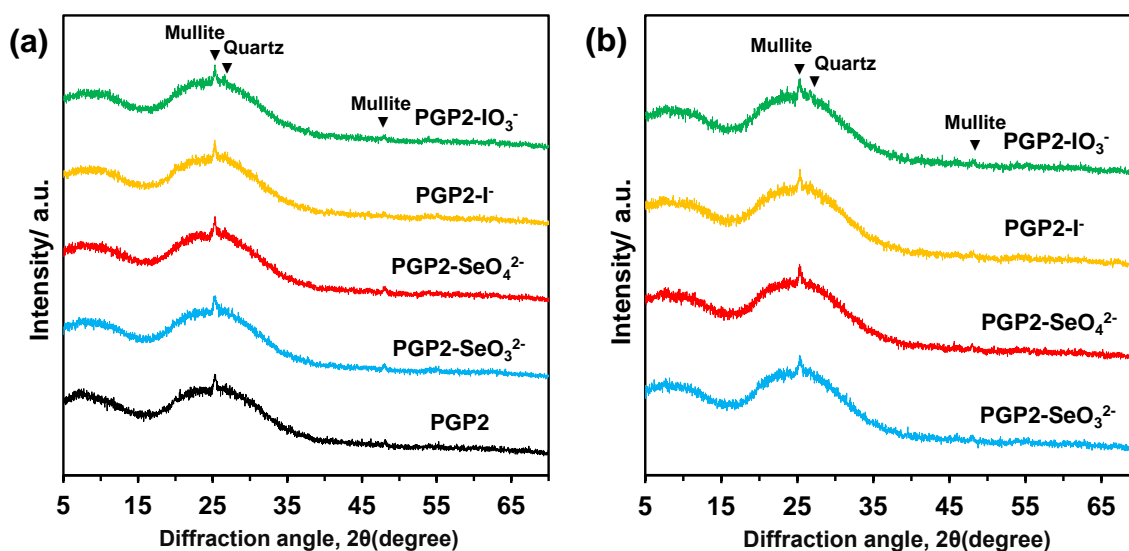 (a)
Mullite
Quartz
Mullite
PGP2-IO₃⁻
PGP2-I⁻
PGP2-SeO₄²⁻
PGP2-SeO₃²⁻
PGP2
Intensity/ a.u.
5 15 25 35 45 55 65
Diffraction angle, 2θ(degree)
(b)
Mullite
Quartz
Mullite
PGP2-IO₃⁻
PGP2-I⁻
PGP2-SeO₄²⁻
PGP2-SeO₃²⁻
Intensity/ a.u.
5 15 25 35 45 55 65
Diffraction angle, 2θ(degree)